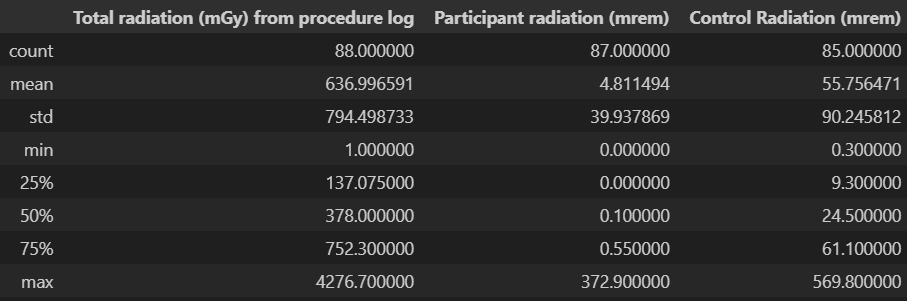 Total radiation (mGy) from procedure log Participant radiation (mrem) Control Radiation (mrem)
count 88.000000 87.000000 85.000000
mean 636.996591 4.811494 55.756471
std 794.498733 39.937869 90.245812
min 1.000000 0.000000 0.300000
25% 137.075000 0.000000 9.300000
50% 378.000000 0.100000 24.500000
75% 752.300000 0.550000 61.100000
max 4276.700000 372.900000 569.800000